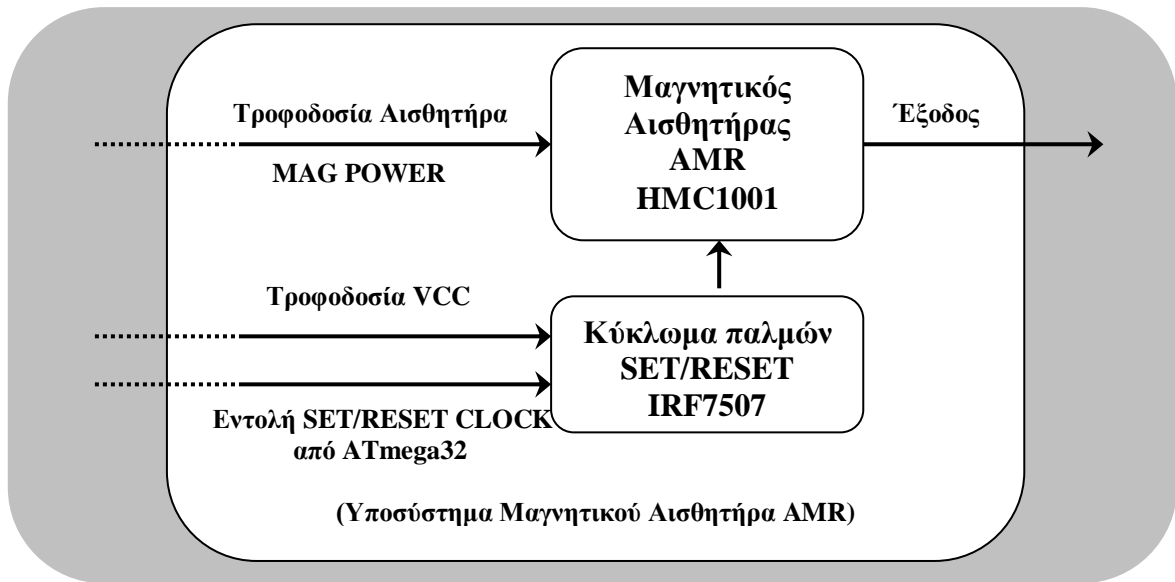 Μαγνητικός
Αισθητήρας
AMR
HMC1001
Τροφοδοσία Αισθητήρα
MAG POWER
Έξοδος
Τροφοδοσία VCC
Κύκλωμα παλμών
SET/RESET
IRF7507
Εντολή SET/RESET CLOCK
από ATmega32
(Υποσύστημα Μαγνητικού Αισθητήρα AMR)